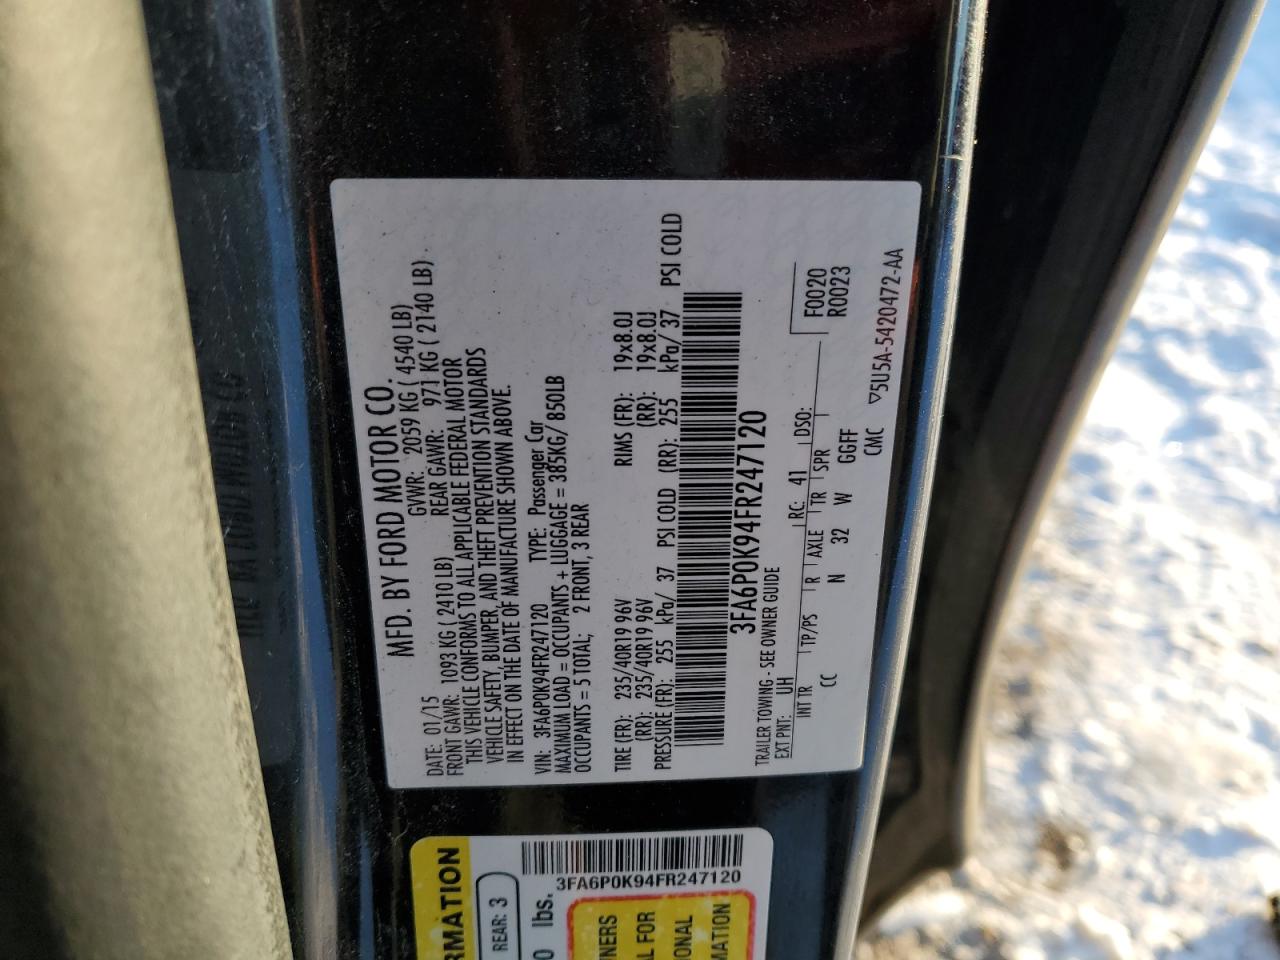 MFD. BY FORD MOTOR CO.
DATE: 01/15 GVWR: 2059 KG ( 4540 LB)
FRONT GAWR: 1093 KG ( 2410 LB) REAR GAWR: 971 KG ( 2140 LB)
THIS VEHICLE CONFORMS TO ALL APPLICABLE FEDERAL MOTOR
VEHICLE SAFETY, BUMPER, AND THEFT PREVENTION STANDARDS
IN EFFECT ON THE DATE OF MANUFACTURE SHOWN ABOVE.
VIN: 3FA6P0K94FR247120 TYPE: Passenger Car
MAXIMUM LOAD = OCCUPANTS + LUGGAGE = 385KG/ 850LB
OCCUPANTS = 5 TOTAL; 2 FRONT, 3 REAR
TIRE (FR): 235/40R19 96V RIMS (FR): 19x8.0J
(RR): 235/40R19 96V (RR): 19x8.0J
PRESSURE (FR): 255 kPa/ 37 PSI COLD (RR): 255 kPa/ 37 PSI COLD
3FA6P0K94FR247120
TRAILER TOWING - SEE OWNER GUIDE
EXT PNT: UH RC: 41 DSO: F0020
INT TR TP/PS R AXLE TR SPR R0023
CC N 32 W GGFF
CMC ▽5U5A-5420472-AA
RMATION
REAR: 3
0 lbs.
3FA6P0K94FR247120
NERS
AL FOR
ONAL
MATION